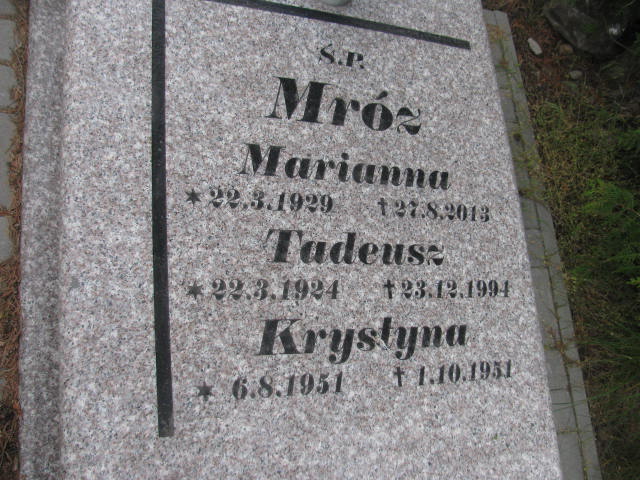 Ś.P.
Mróz
Marianna
* 22.3.1929 † 27.8.2013
Tadeusz
* 22.3.1924 † 23.12.1994
Krystyna
* 6.8.1951 † 1.10.1951